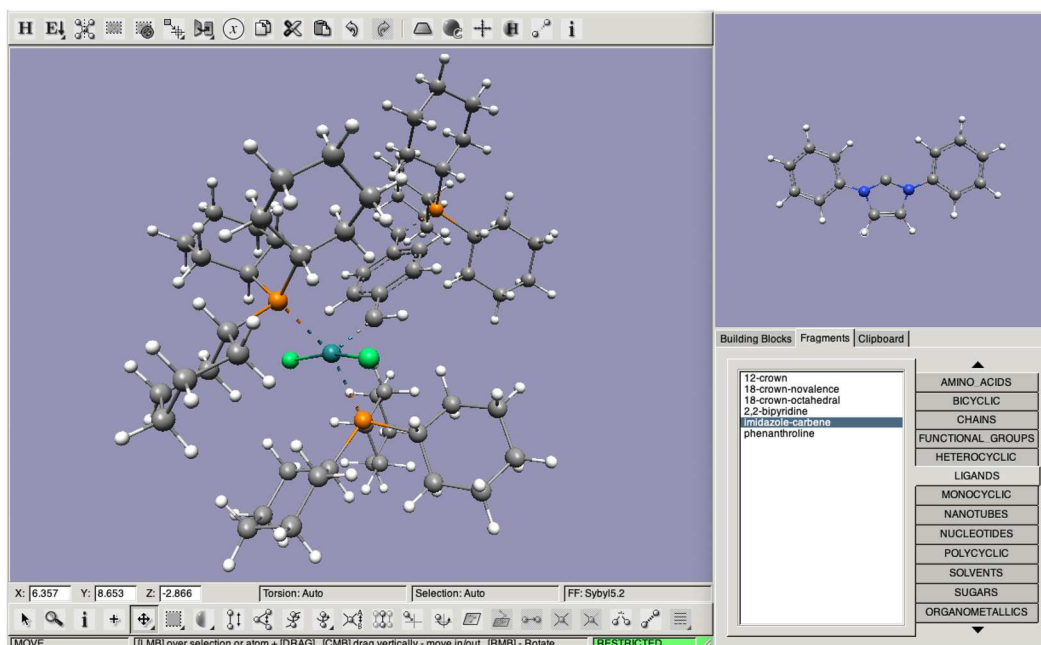 H E x H i
Building Blocks Fragments Clipboard
12-crown
18-crown-novalence
18-crown-octahedral
2,2-bipyridine
imidazole-carbene
phenanthroline
AMINO_ACIDS
BICYCLIC
CHAINS
FUNCTIONAL_GROUPS
HETEROCYCLIC
LIGANDS
MONOCYCLIC
NANOTUBES
NUCLEOTIDES
POLYCYCLIC
SOLVENTS
SUGARS
ORGANOMETALLICS
X: 6.357 Y: 8.653 Z: -2.866 Torsion: Auto Selection: Auto FF: Sybyl5.2
i
MOVE [LMB] over selection or atom + [DRAG] [CMB] drag vertically - move in/out [RMB] - Rotate RESTRICTED